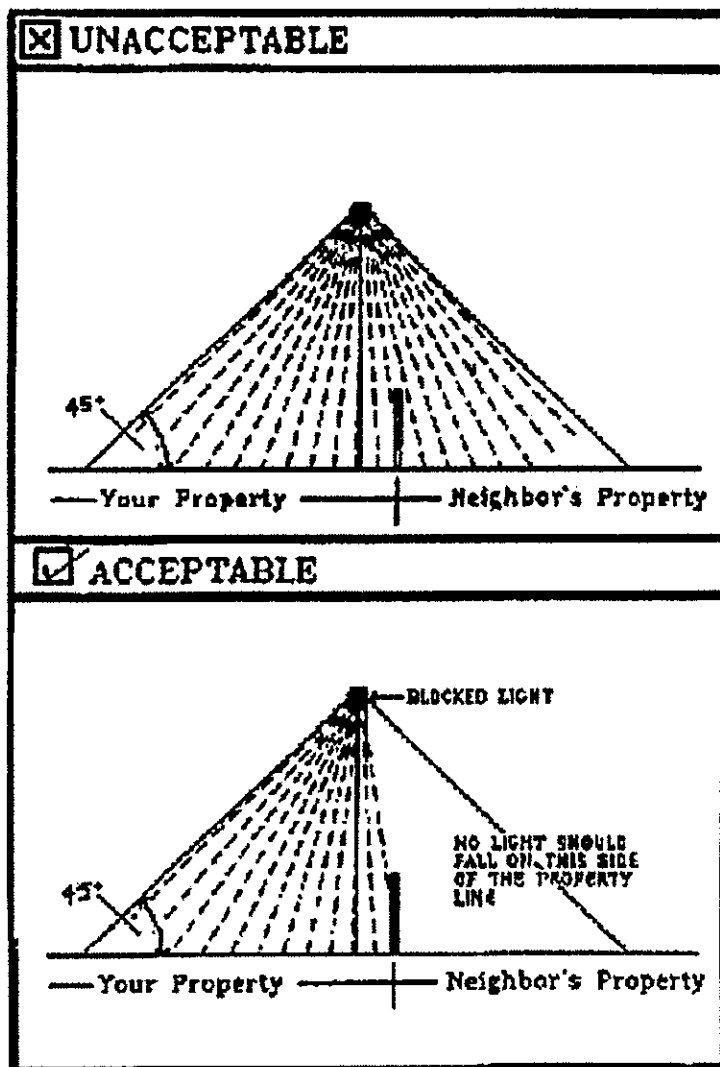 UNACCEPTABLE
45°
Your Property Neighbor's Property
ACCEPTABLE
BLOCKED LIGHT
NO LIGHT SHOULD
FALL ON THIS SIDE
OF THE PROPERTY
LINE
45°
Your Property Neighbor's Property